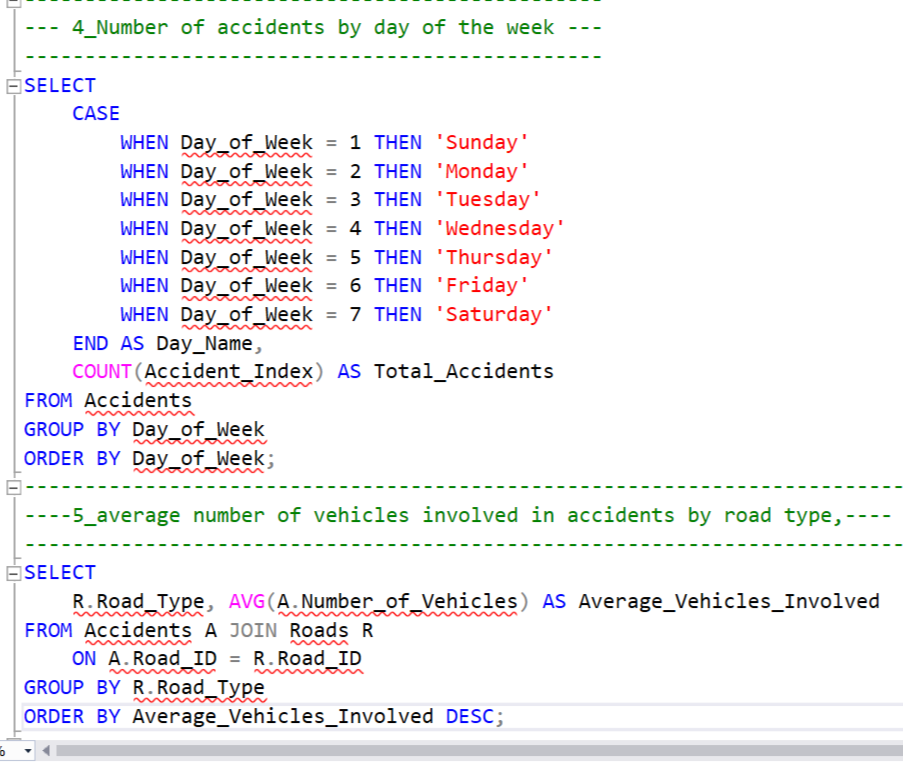 -----------------------------------------------
--- 4_Number of accidents by day of the week ---
------------------------------------------------
SELECT
    CASE
        WHEN Day_of_Week = 1 THEN 'Sunday'
        WHEN Day_of_Week = 2 THEN 'Monday'
        WHEN Day_of_Week = 3 THEN 'Tuesday'
        WHEN Day_of_Week = 4 THEN 'Wednesday'
        WHEN Day_of_Week = 5 THEN 'Thursday'
        WHEN Day_of_Week = 6 THEN 'Friday'
        WHEN Day_of_Week = 7 THEN 'Saturday'
    END AS Day_Name,
    COUNT(Accident_Index) AS Total_Accidents
FROM Accidents
GROUP BY Day_of_Week
ORDER BY Day_of_Week;
-------------------------------------------------------------------------
----5_average number of vehicles involved in accidents by road type,----
-------------------------------------------------------------------------
SELECT
    R.Road_Type, AVG(A.Number_of_Vehicles) AS Average_Vehicles_Involved
FROM Accidents A JOIN Roads R
    ON A.Road_ID = R.Road_ID
GROUP BY R.Road_Type
ORDER BY Average_Vehicles_Involved DESC;
%